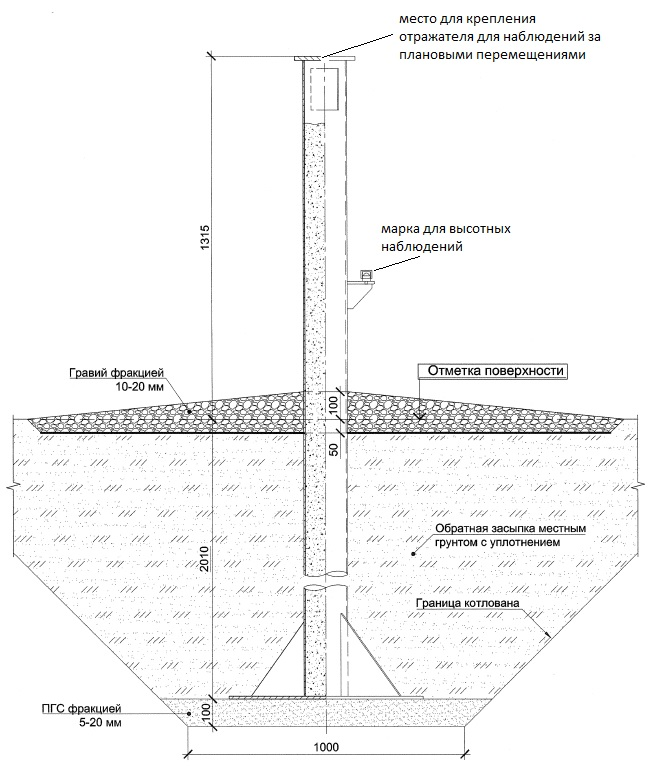 место для крепления
отражателя для наблюдений за
плановыми перемещениями
1315
марка для высотных
наблюдений
Гравий фракцией
10-20 мм
Отметка поверхности
100
50
2010
Обратная засыпка местным
грунтом с уплотнением
Граница котлована
ПГС фракцией
5-20 мм
100
1000